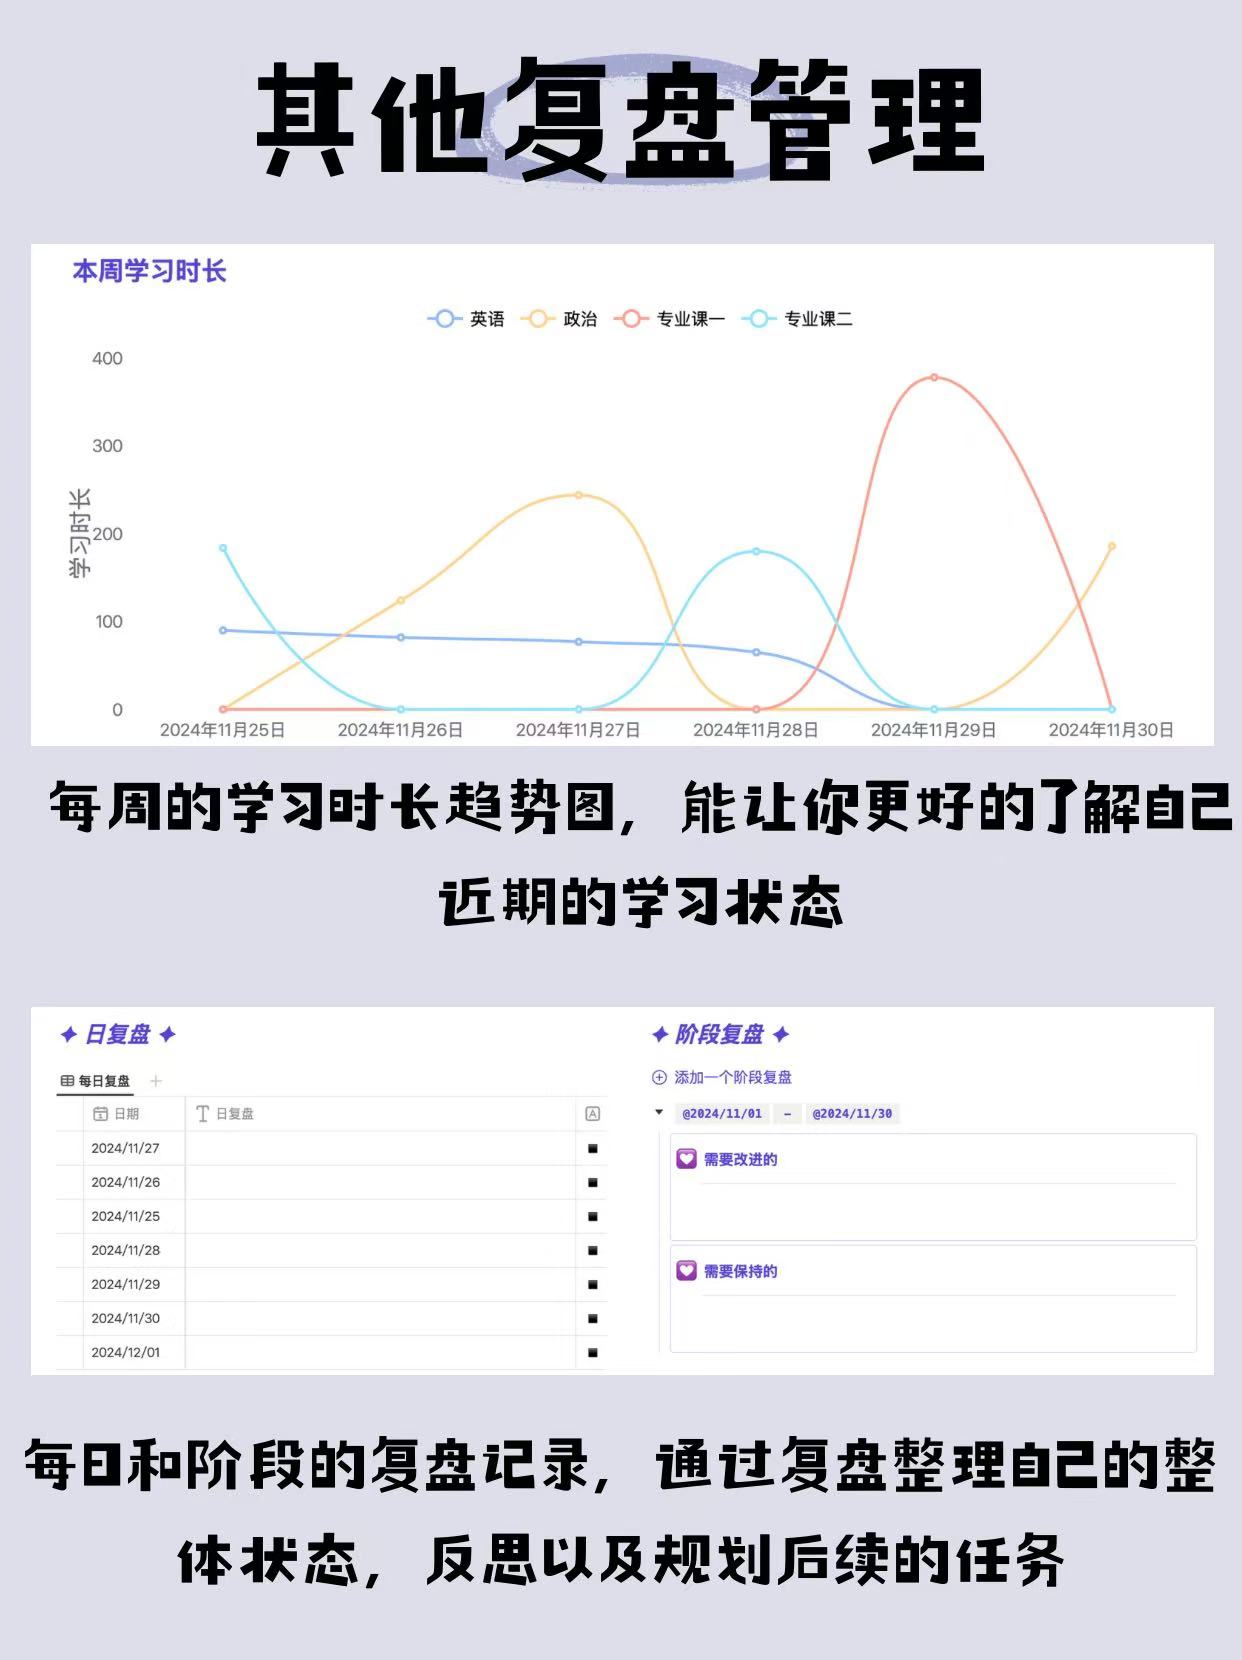 其他复盘管理
本周学习时长
英语 政治 专业课一 专业课二
400
300
200
100
0
学习时长
2024年11月25日 2024年11月26日 2024年11月27日 2024年11月28日 2024年11月29日 2024年11月30日
每周的学习时长趋势图，能让你更好的了解自己
近期的学习状态
✦ 日复盘 ✦
每日复盘 +
日期 日复盘
2024/11/27
2024/11/26
2024/11/25
2024/11/28
2024/11/29
2024/11/30
2024/12/01
✦ 阶段复盘 ✦
添加一个阶段复盘
@2024/11/01 — @2024/11/30
需要改进的
需要保持的
每日和阶段的复盘记录，通过复盘整理自己的整
体状态，反思以及规划后续的任务